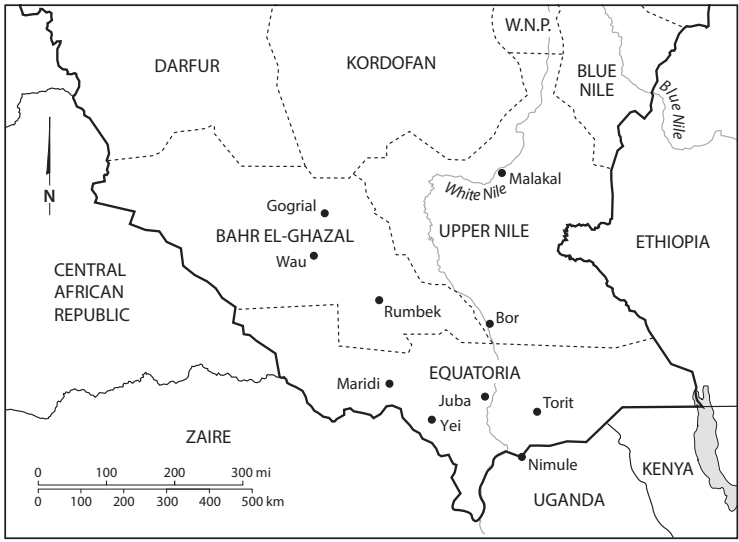 W.N.P.
DARFUR
KORDOFAN
BLUE
NILE
Blue Nile
N
Malakal
White Nile
Gogrial
BAHR EL-GHAZAL
UPPER NILE
ETHIOPIA
Wau
CENTRAL
AFRICAN
REPUBLIC
Rumbek
Bor
EQUATORIA
Maridi
Juba
Torit
Yei
ZAIRE
Nimule
KENYA
UGANDA
0 100 200 300 mi
0 100 200 300 400 500 km